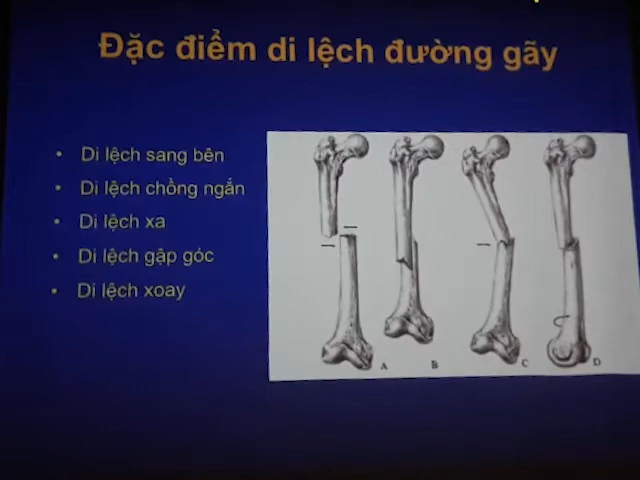 Đặc điểm di lệch đường gãy
• Di lệch sang bên
• Di lệch chồng ngắn
• Di lệch xa
• Di lệch gập góc
• Di lệch xoay
A B C D